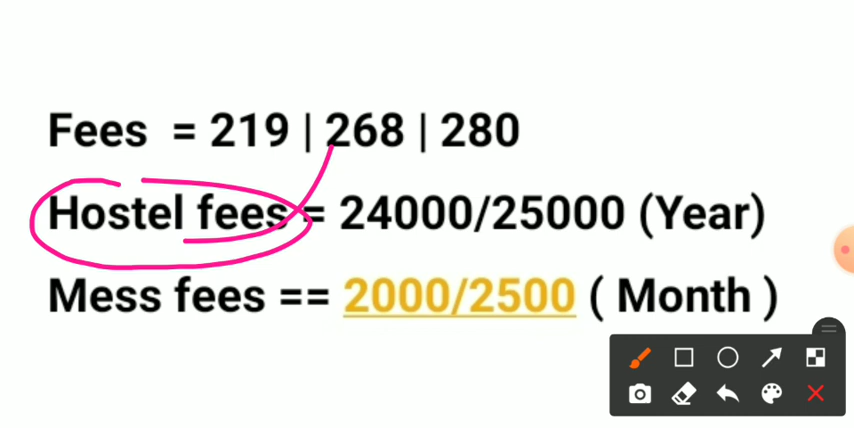 Fees = 219 | 268 | 280
Hostel fees = 24000/25000 (Year)
Mess fees == 2000/2500 ( Month )